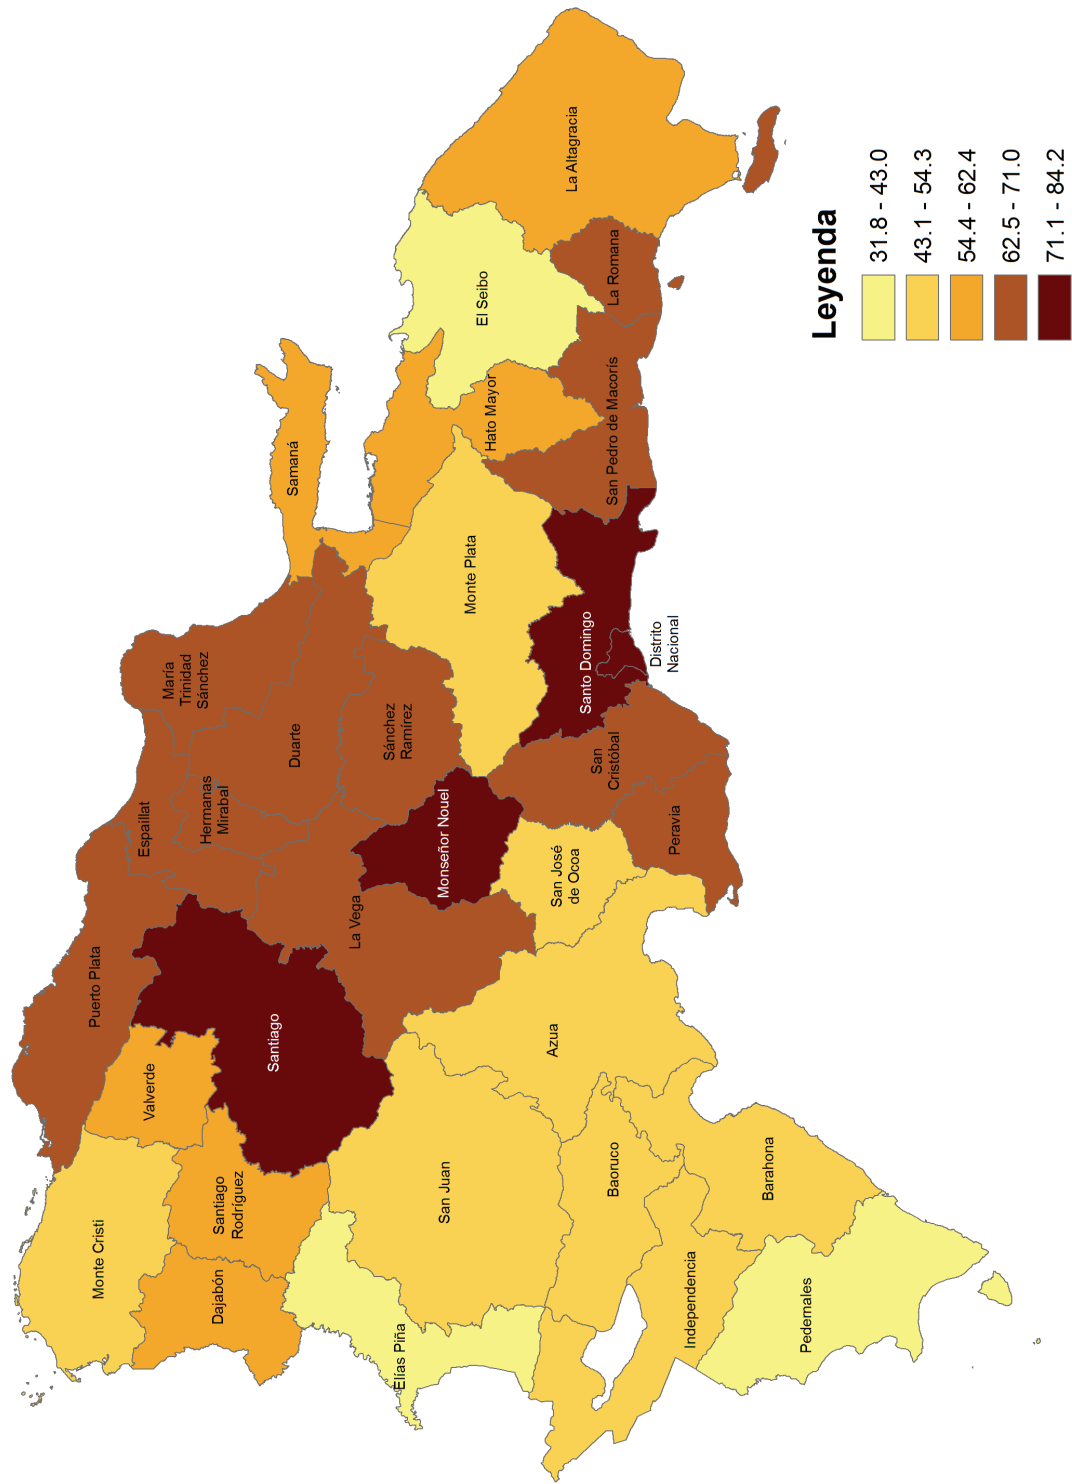 Puerto Plata
Espaillat
María
Trinidad
Sánchez
Monte Cristi
Valverde
Hermanas
Mirabal
Santiago
Rodríguez
Dajabón
Santiago
Duarte
Samaná
La Vega
Sánchez
Ramírez
Elías Piña
San Juan
Monseñor Nouel
Monte Plata
Hato Mayor
El Seibo
La Altagracia
Azua
San José
de Ocoa
San
Cristóbal
Santo Domingo
San Pedro de Macorís
La Romana
Baoruco
Peravia
Distrito
Nacional
Independencia
Barahona
Pedernales
Leyenda
31.8 - 43.0
43.1 - 54.3
54.4 - 62.4
62.5 - 71.0
71.1 - 84.2